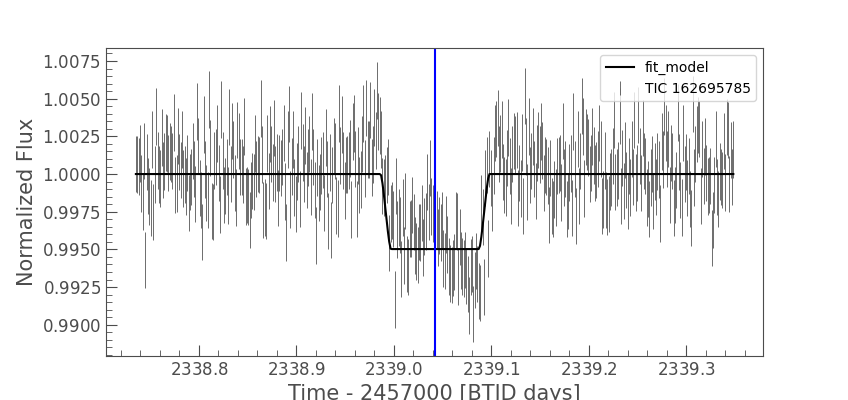 1.0075
1.0050
1.0025
1.0000
0.9975
0.9950
0.9925
0.9900
Normalized Flux
fit_model
TIC 162695785
2338.8 2338.9 2339.0 2339.1 2339.2 2339.3
Time - 2457000 [BTJD days]